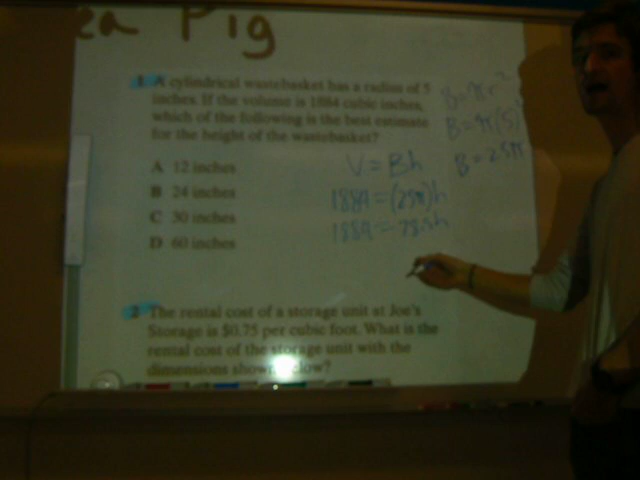 ea Pig
1 A cylindrical wastebasket has a radius of 5
inches. If the volume is 1884 cubic inches,
which of the following is the best estimate
for the height of the wastebasket?
A 12 inches
B 24 inches
C 30 inches
D 60 inches
B = πr²
B = π(5)
B = 25π
V = Bh
1884 = (25π)h
1884 = 78.5h
2 The rental cost of a storage unit at Joe's
Storage is $0.75 per cubic foot. What is the
rental cost of the storage unit with the
dimensions shown below?